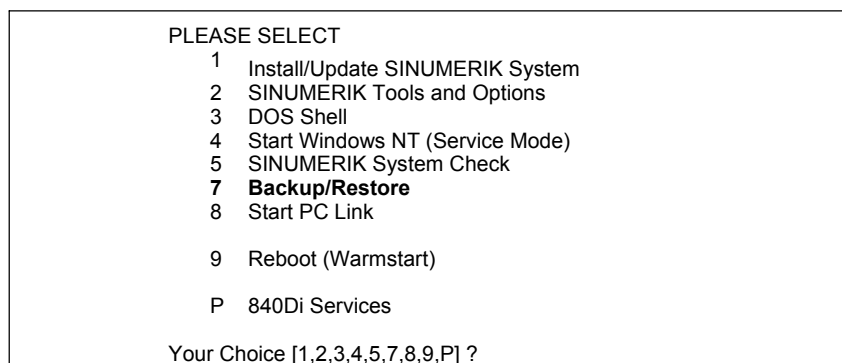 PLEASE SELECT
1 Install/Update SINUMERIK System
2 SINUMERIK Tools and Options
3 DOS Shell
4 Start Windows NT (Service Mode)
5 SINUMERIK System Check
7 Backup/Restore
8 Start PC Link
9 Reboot (Warmstart)
P 840Di Services
Your Choice [1,2,3,4,5,7,8,9,P] ?